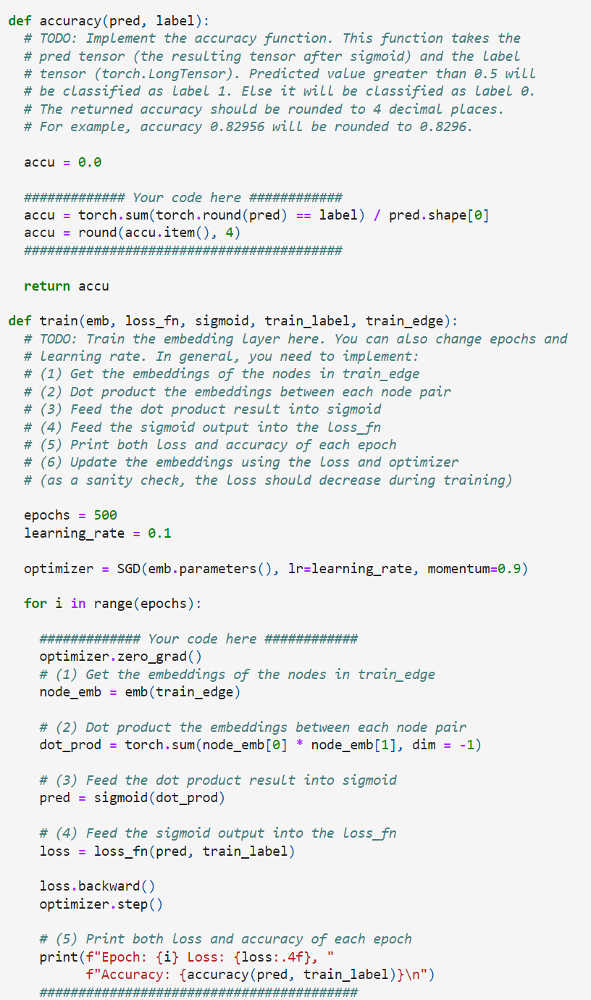 def accuracy(pred, label):
  # TODO: Implement the accuracy function. This function takes the
  # pred tensor (the resulting tensor after sigmoid) and the label
  # tensor (torch.LongTensor). Predicted value greater than 0.5 will
  # be classified as label 1. Else it will be classified as label 0.
  # The returned accuracy should be rounded to 4 decimal places.
  # For example, accuracy 0.82956 will be rounded to 0.8296.

  accu = 0.0

  ############# Your code here ############
  accu = torch.sum(torch.round(pred) == label) / pred.shape[0]
  accu = round(accu.item(), 4)
  #########################################

  return accu

def train(emb, loss_fn, sigmoid, train_label, train_edge):
  # TODO: Train the embedding layer here. You can also change epochs and
  # learning rate. In general, you need to implement:
  # (1) Get the embeddings of the nodes in train_edge
  # (2) Dot product the embeddings between each node pair
  # (3) Feed the dot product result into sigmoid
  # (4) Feed the sigmoid output into the loss_fn
  # (5) Print both loss and accuracy of each epoch
  # (6) Update the embeddings using the loss and optimizer
  # (as a sanity check, the loss should decrease during training)

  epochs = 500
  learning_rate = 0.1

  optimizer = SGD(emb.parameters(), lr=learning_rate, momentum=0.9)

  for i in range(epochs):

    ############# Your code here ############
    optimizer.zero_grad()
    # (1) Get the embeddings of the nodes in train_edge
    node_emb = emb(train_edge)

    # (2) Dot product the embeddings between each node pair
    dot_prod = torch.sum(node_emb[0] * node_emb[1], dim = -1)

    # (3) Feed the dot product result into sigmoid
    pred = sigmoid(dot_prod)

    # (4) Feed the sigmoid output into the loss_fn
    loss = loss_fn(pred, train_label)

    loss.backward()
    optimizer.step()

    # (5) Print both loss and accuracy of each epoch
    print(f"Epoch: {i} Loss: {loss:.4f}, "
          f"Accuracy: {accuracy(pred, train_label)}\n")
    #########################################